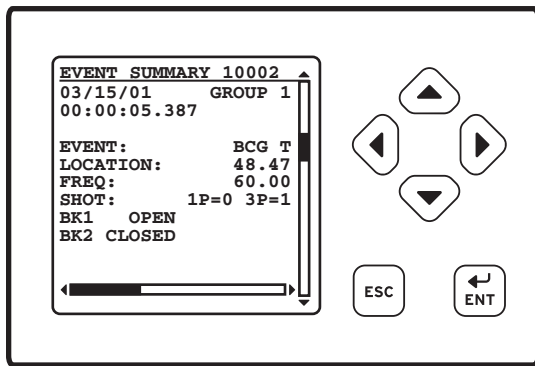 EVENT SUMMARY 10002
03/15/01 GROUP 1
00:00:05.387
EVENT: BCG T
LOCATION: 48.47
FREQ: 60.00
SHOT: 1P=0 3P=1
BK1 OPEN
BK2 CLOSED
ESC
ENT